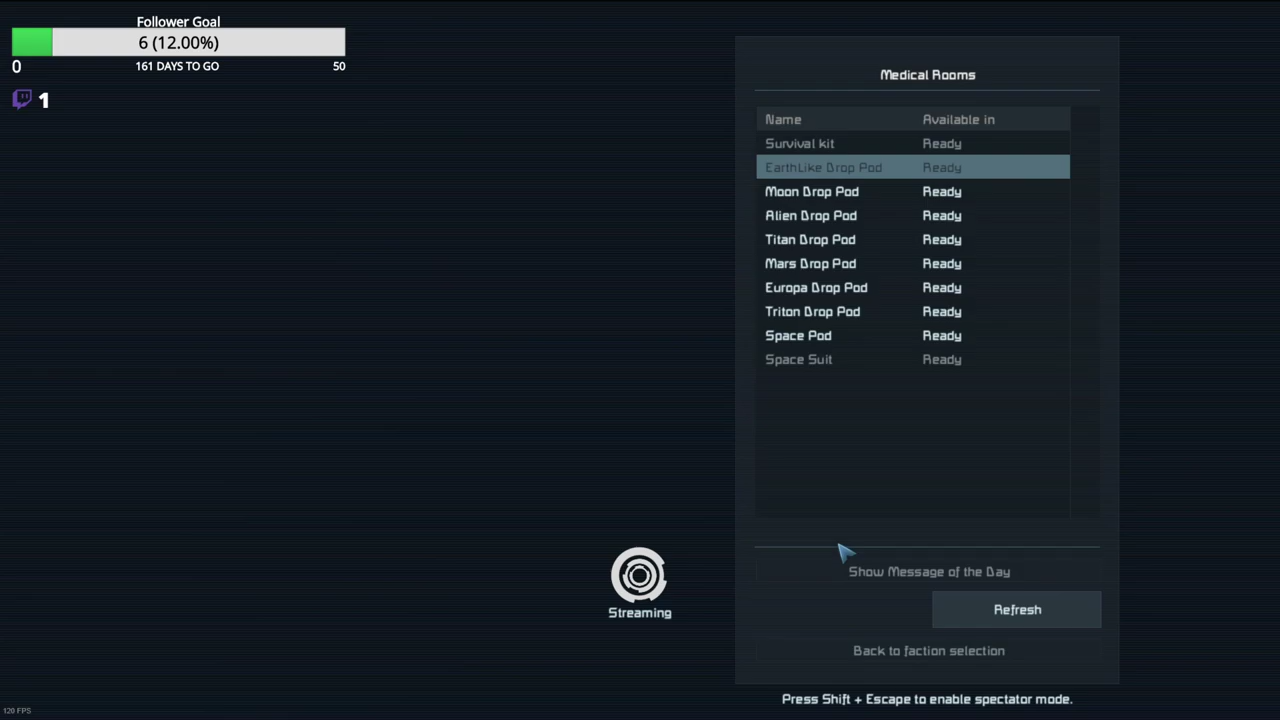 Follower Goal
6 (12.00%)
0 161 DAYS TO GO 50
1
Medical Rooms
Name Available in
Survival kit Ready
EarthLike Drop Pod Ready
Moon Drop Pod Ready
Alien Drop Pod Ready
Titan Drop Pod Ready
Mars Drop Pod Ready
Europa Drop Pod Ready
Triton Drop Pod Ready
Space Pod Ready
Space Suit Ready
Show Message of the Day
Streaming
Refresh
Back to faction selection
Press Shift + Escape to enable spectator mode.
120 FPS